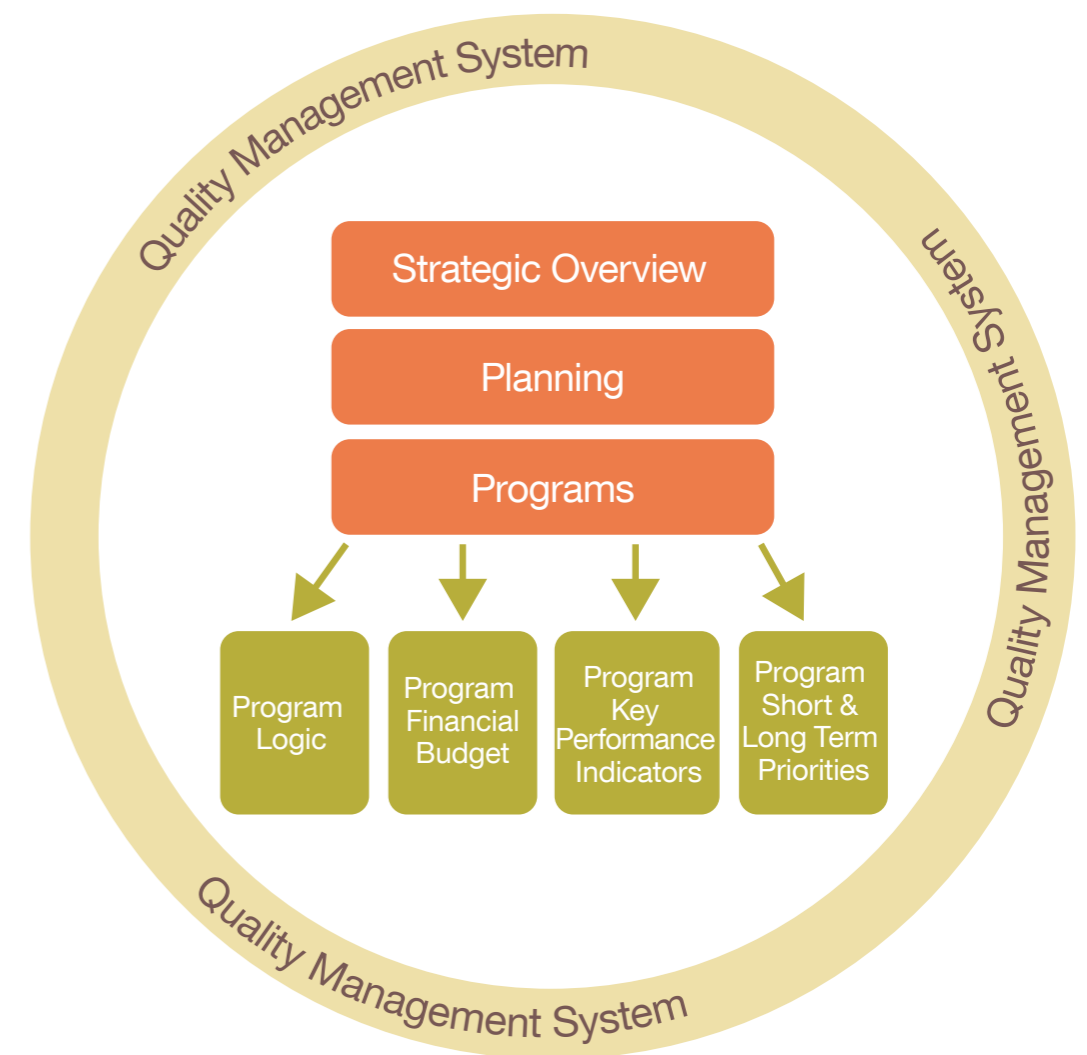 Quality Management System
Quality Management System
Strategic Overview
Planning
Programs
Program
Logic
Program
Financial
Budget
Program
Key
Performance
Indicators
Program
Short &
Long Term
Priorities
Quality Management System